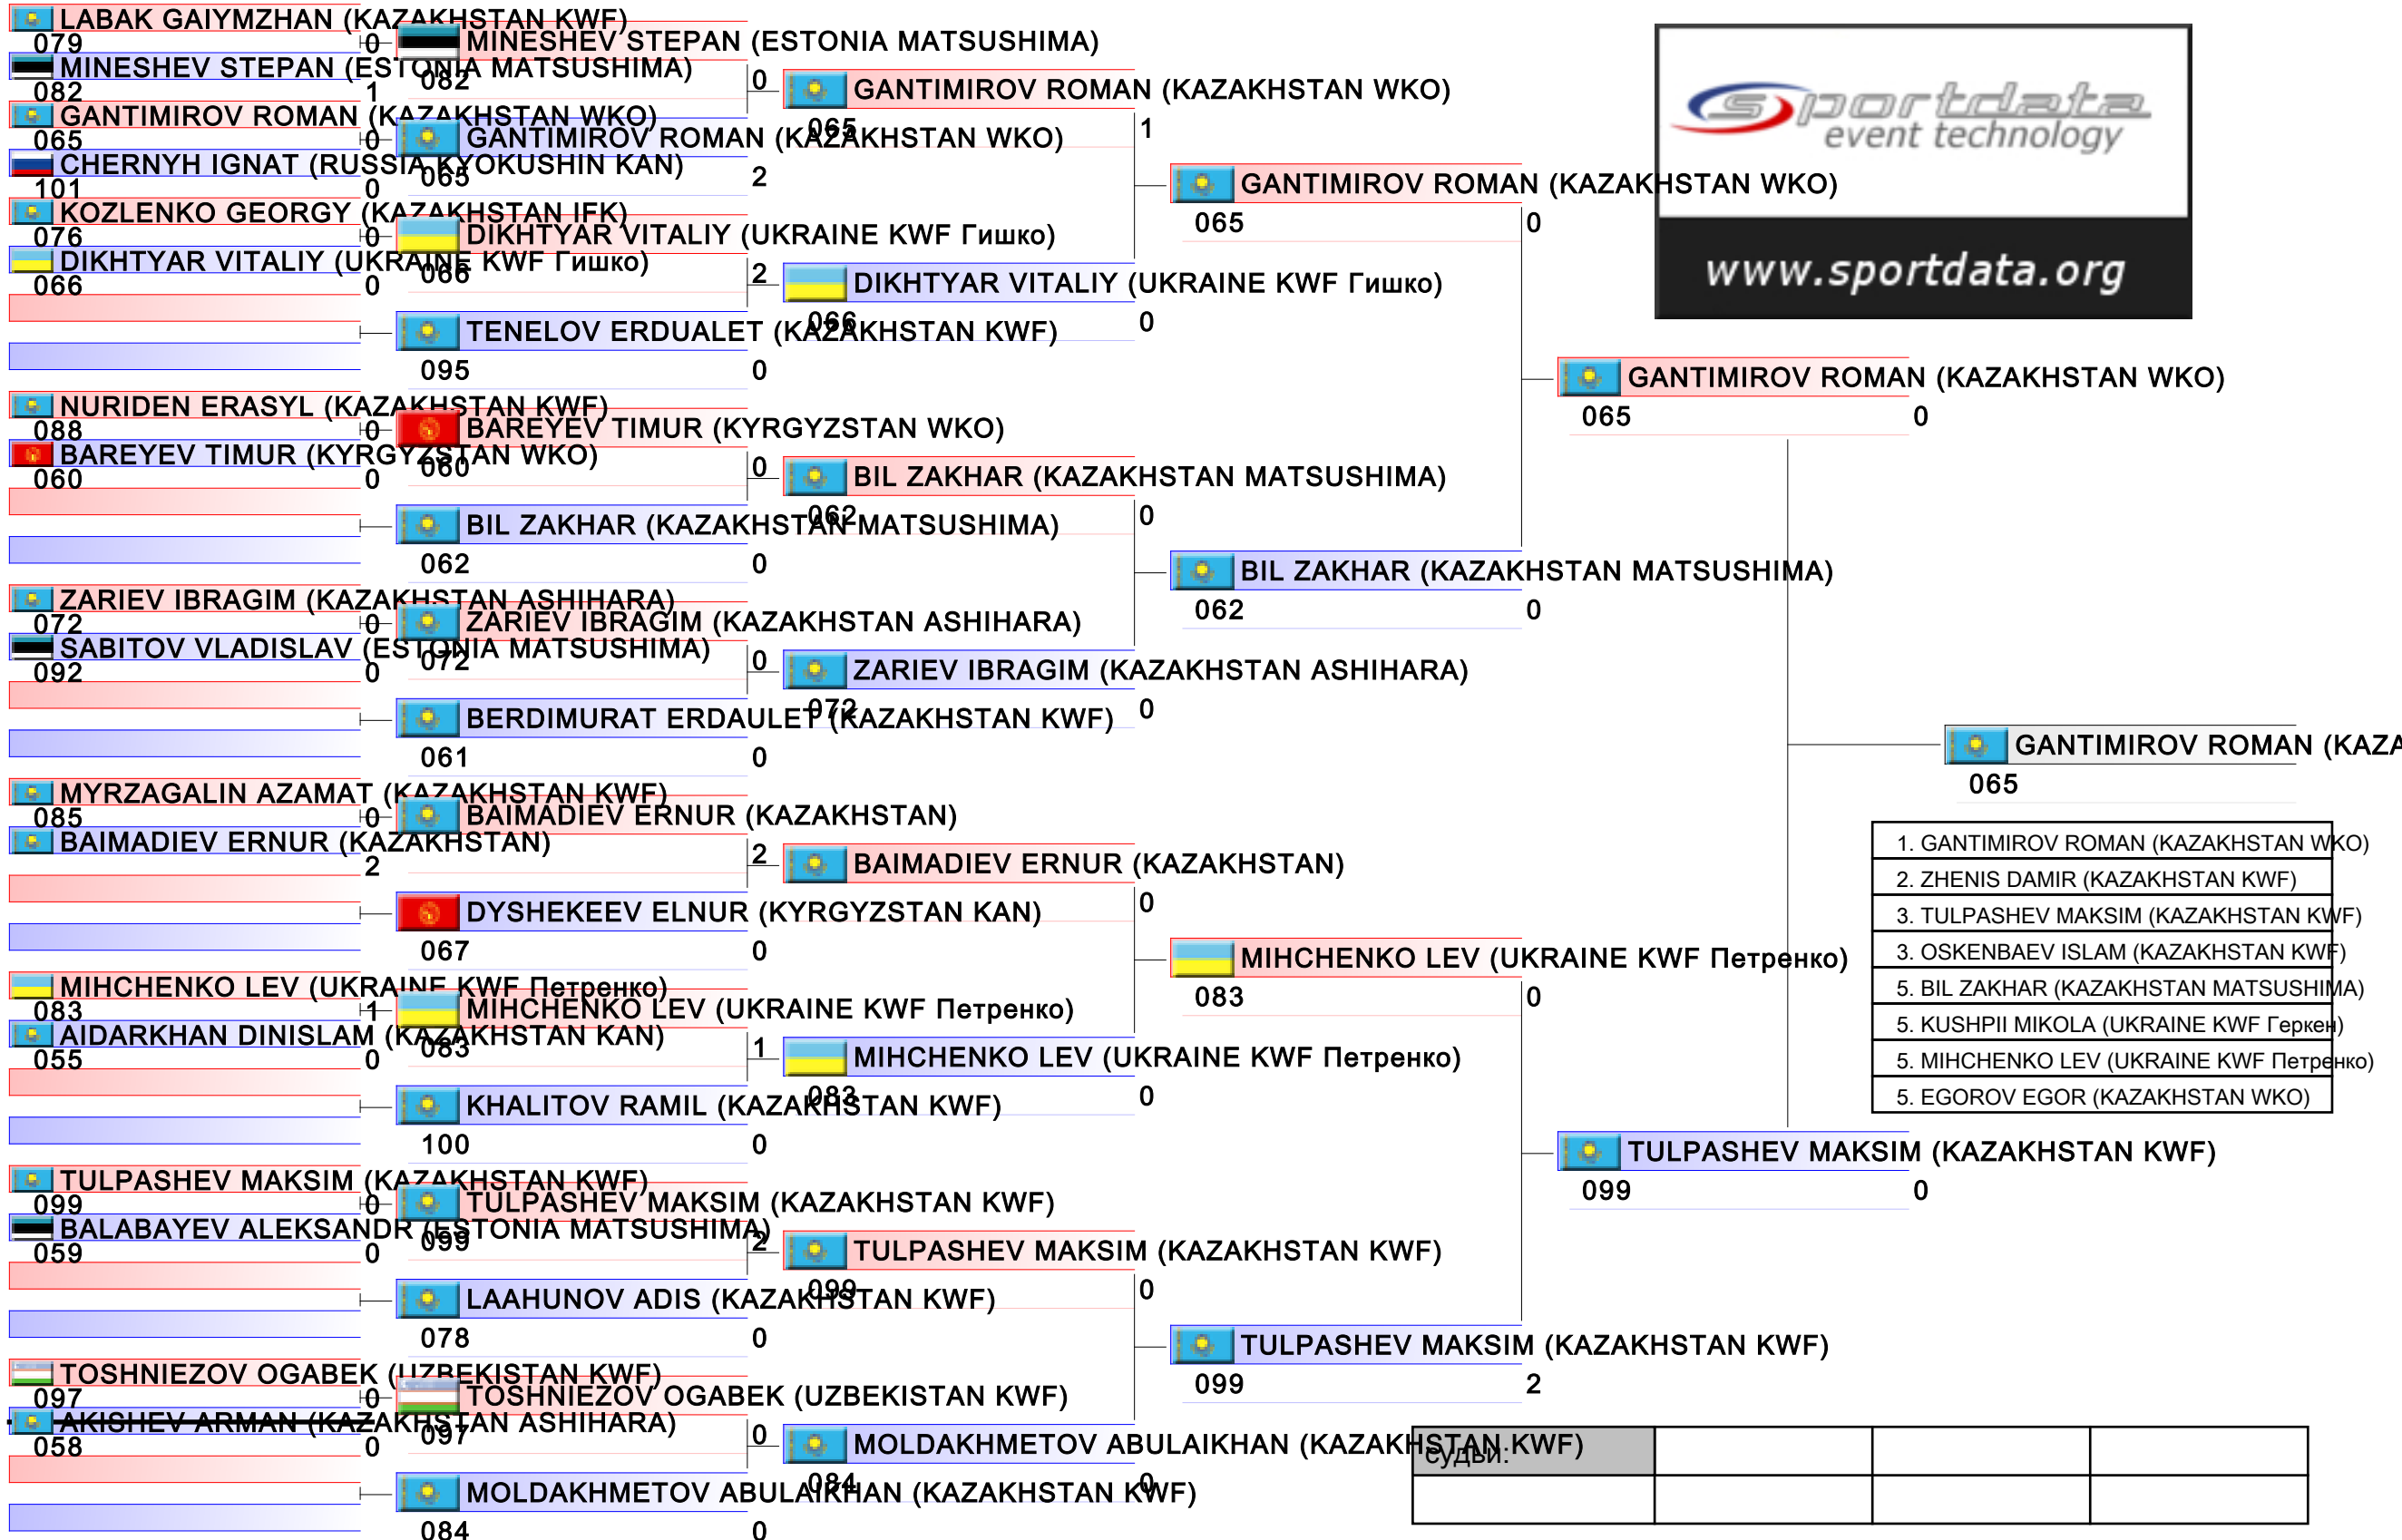 LABAK GAIYMZHAN (KAZAKHSTAN KWF)
079 0
MINESHEV STEPAN (ESTONIA MATSUSHIMA)
082 1
GANTIMIROV ROMAN (KAZAKHSTAN WKO)
065 0
CHERNYH IGNAT (RUSSIA KYOKUSHIN KAN)
101 0
KOZLENKO GEORGY (KAZAKHSTAN IFK)
076 0
DIKHTYAR VITALIY (UKRAINE KWF Гишко)
066 0
NURIDEN ERASYL (KAZAKHSTAN KWF)
088 0
BAREYEV TIMUR (KYRGYZSTAN WKO)
060 0
ZARIEV IBRAGIM (KAZAKHSTAN ASHIHARA)
072 0
SABITOV VLADISLAV (ESTONIA MATSUSHIMA)
092 0
MYRZAGALIN AZAMAT (KAZAKHSTAN KWF)
085 0
BAIMADIEV ERNUR (KAZAKHSTAN)
2
MIHCHENKO LEV (UKRAINE KWF Петренко)
083 1
AIDARKHAN DINISLAM (KAZAKHSTAN KAN)
055 0
TULPASHEV MAKSIM (KAZAKHSTAN KWF)
099 0
BALABAYEV ALEKSANDR (ESTONIA MATSUSHIMA)
059 0
TOSHNIEZOV OGABEK (UZBEKISTAN KWF)
097 0
AKISHEV ARMAN (KAZAKHSTAN ASHIHARA)
058 0
MINESHEV STEPAN (ESTONIA MATSUSHIMA)
082 0
GANTIMIROV ROMAN (KAZAKHSTAN WKO)
065 2
DIKHTYAR VITALIY (UKRAINE KWF Гишко)
066 2
TENELOV ERDUALET (KAZAKHSTAN KWF)
095 0
BAREYEV TIMUR (KYRGYZSTAN WKO)
060 0
BIL ZAKHAR (KAZAKHSTAN MATSUSHIMA)
062 0
ZARIEV IBRAGIM (KAZAKHSTAN ASHIHARA)
072 0
BERDIMURAT ERDAULET (KAZAKHSTAN KWF)
061 0
BAIMADIEV ERNUR (KAZAKHSTAN)
2
DYSHEKEEV ELNUR (KYRGYZSTAN KAN)
067 0
MIHCHENKO LEV (UKRAINE KWF Петренко)
083 1
KHALITOV RAMIL (KAZAKHSTAN KWF)
100 0
TULPASHEV MAKSIM (KAZAKHSTAN KWF)
099 2
LAAHUNOV ADIS (KAZAKHSTAN KWF)
078 0
TOSHNIEZOV OGABEK (UZBEKISTAN KWF)
097 0
MOLDAKHMETOV ABULAIKHAN (KAZAKHSTAN KWF)
084 0
GANTIMIROV ROMAN (KAZAKHSTAN WKO)
065 1
DIKHTYAR VITALIY (UKRAINE KWF Гишко)
066 0
BIL ZAKHAR (KAZAKHSTAN MATSUSHIMA)
062 0
ZARIEV IBRAGIM (KAZAKHSTAN ASHIHARA)
072 0
BAIMADIEV ERNUR (KAZAKHSTAN)
0
MIHCHENKO LEV (UKRAINE KWF Петренко)
083 0
TULPASHEV MAKSIM (KAZAKHSTAN KWF)
099 0
MOLDAKHMETOV ABULAIKHAN (KAZAKHSTAN KWF)
084 0
GANTIMIROV ROMAN (KAZAKHSTAN WKO)
065 0
BIL ZAKHAR (KAZAKHSTAN MATSUSHIMA)
062 0
MIHCHENKO LEV (UKRAINE KWF Петренко)
083 0
TULPASHEV MAKSIM (KAZAKHSTAN KWF)
099 2
GANTIMIROV ROMAN (KAZAKHSTAN WKO)
065 0
TULPASHEV MAKSIM (KAZAKHSTAN KWF)
099 0
GANTIMIROV ROMAN (KAZA
065
sportdata
event technology
www.sportdata.org
1. GANTIMIROV ROMAN (KAZAKHSTAN WKO)
2. ZHENIS DAMIR (KAZAKHSTAN KWF)
3. TULPASHEV MAKSIM (KAZAKHSTAN KWF)
3. OSKENBAEV ISLAM (KAZAKHSTAN KWF)
5. BIL ZAKHAR (KAZAKHSTAN MATSUSHIMA)
5. KUSHPII MIKOLA (UKRAINE KWF Геркен)
5. MIHCHENKO LEV (UKRAINE KWF Петренко)
5. EGOROV EGOR (KAZAKHSTAN WKO)
судьи: